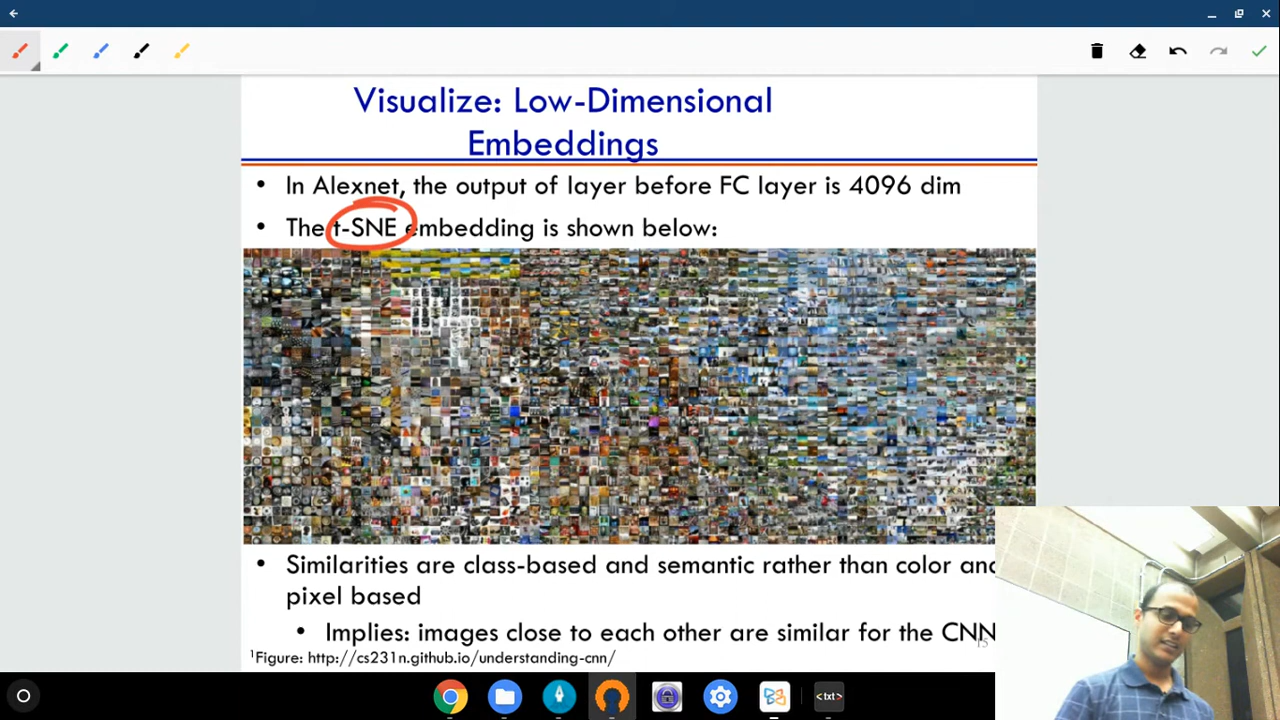 Visualize: Low-Dimensional
Embeddings
• In Alexnet, the output of layer before FC layer is 4096 dim
• The t-SNE embedding is shown below:
• Similarities are class-based and semantic rather than color and
pixel based
• Implies: images close to each other are similar for the CNN
15
1Figure: http://cs231n.github.io/understanding-cnn/
<txt>